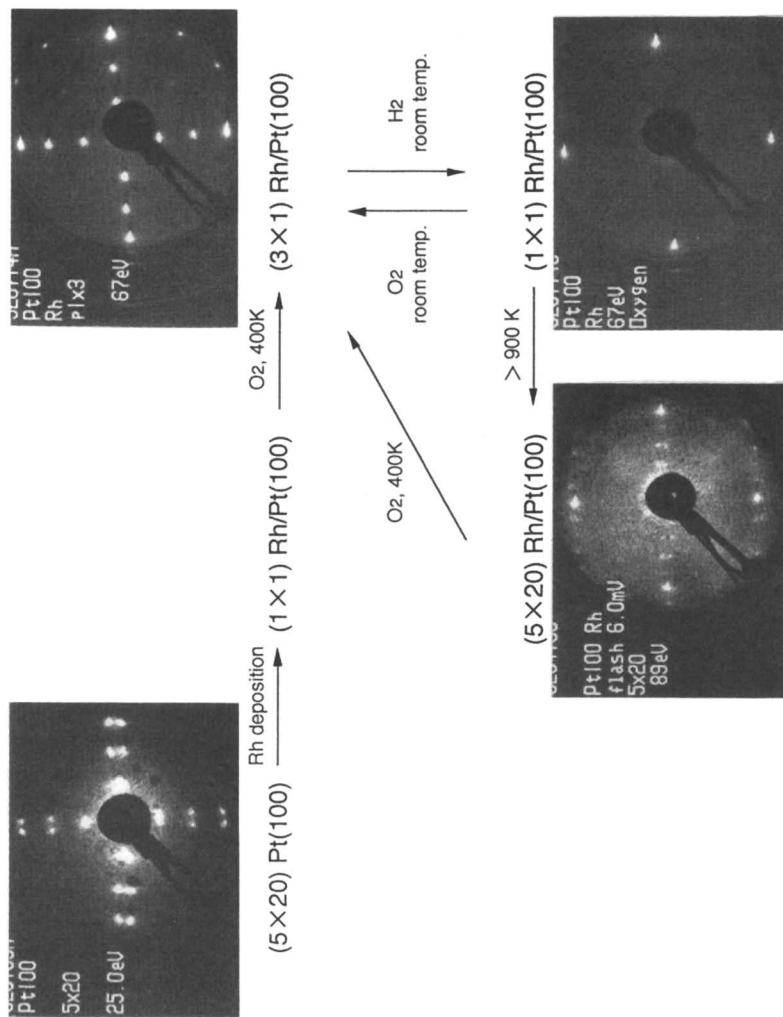 Pt100
5x20
25.0eV
(5×20) Pt(100)
Rh deposition
(1×1) Rh/Pt(100)
O2, 400K
Pt100
Rh
p1x3
67eV
(3×1) Rh/Pt(100)
O2, 400K
O2
room temp.
H2
room temp.
(5×20) Rh/Pt(100)
> 900 K
(1×1) Rh/Pt(100)
Pt100 Rh
flash 6.0mV
5x20
89eV
Pt100
Rh
67eV
Oxygen